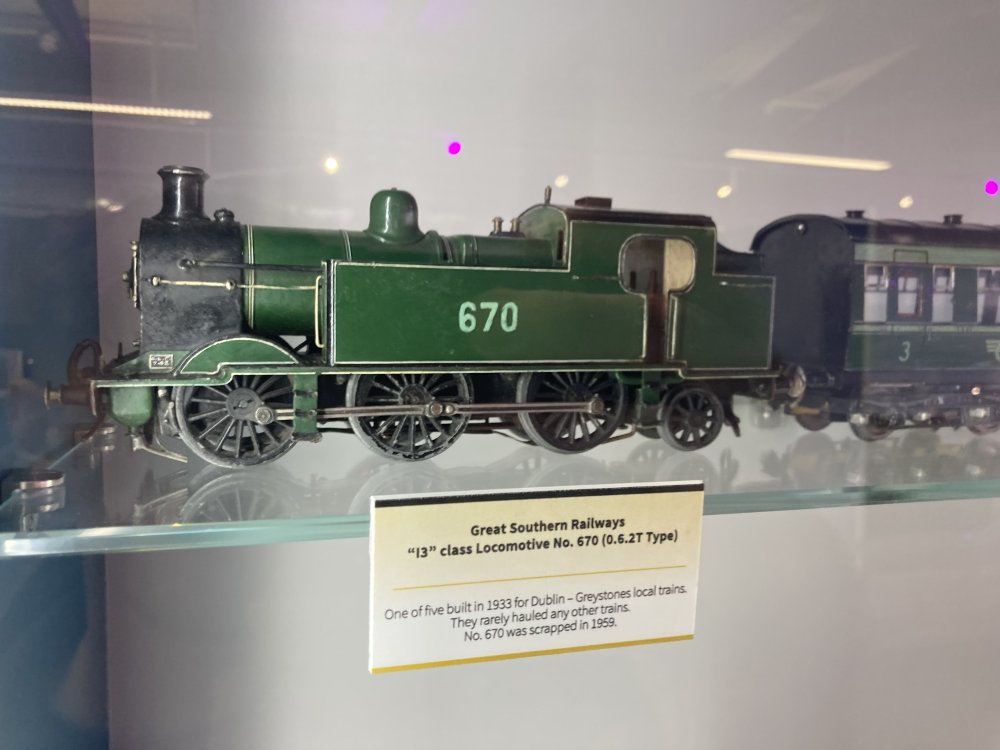 670
3
Great Southern Railways
“I3” class Locomotive No. 670 (0.6.2T Type)
One of five built in 1933 for Dublin – Greystones local trains.
They rarely hauled any other trains.
No. 670 was scrapped in 1959.